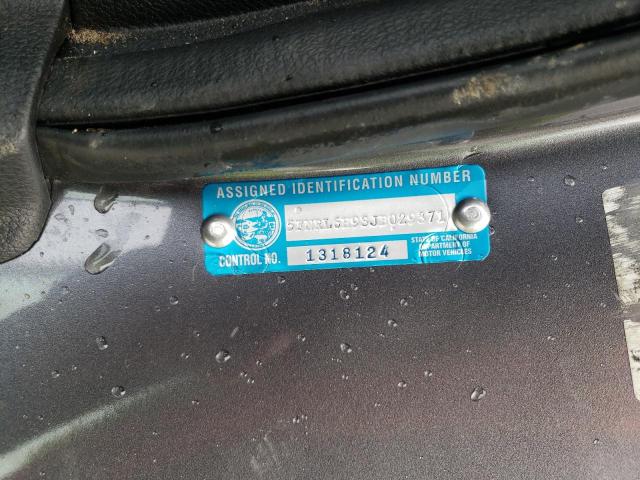 ASSIGNED IDENTIFICATION NUMBER
CONTROL NO. 1318124
STATE OF CALIFORNIA
DEPARTMENT OF
MOTOR VEHICLES